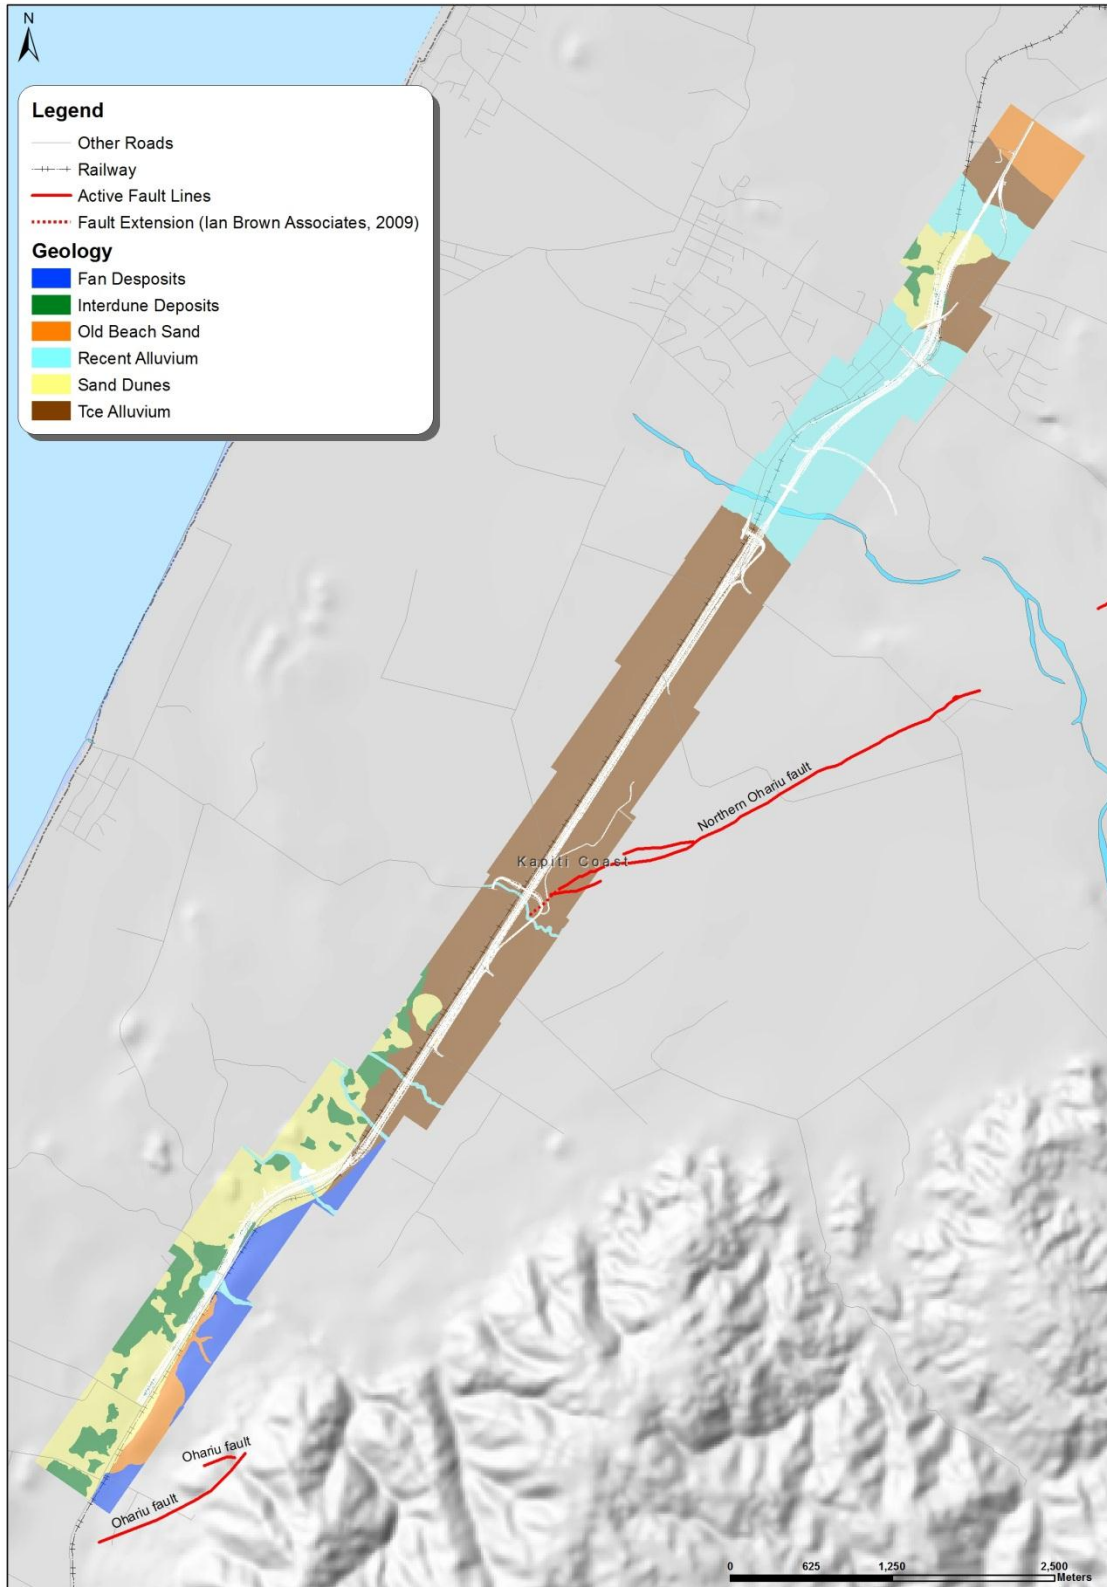 N
Legend
Other Roads
Railway
Active Fault Lines
Fault Extension (Ian Brown Associates, 2009)
Geology
Fan Desposits
Interdune Deposits
Old Beach Sand
Recent Alluvium
Sand Dunes
Tce Alluvium
Northern Ohariu fault
Kapiti Coast
Ohariu fault
Ohariu fault
0 625 1,250 2,500
Meters